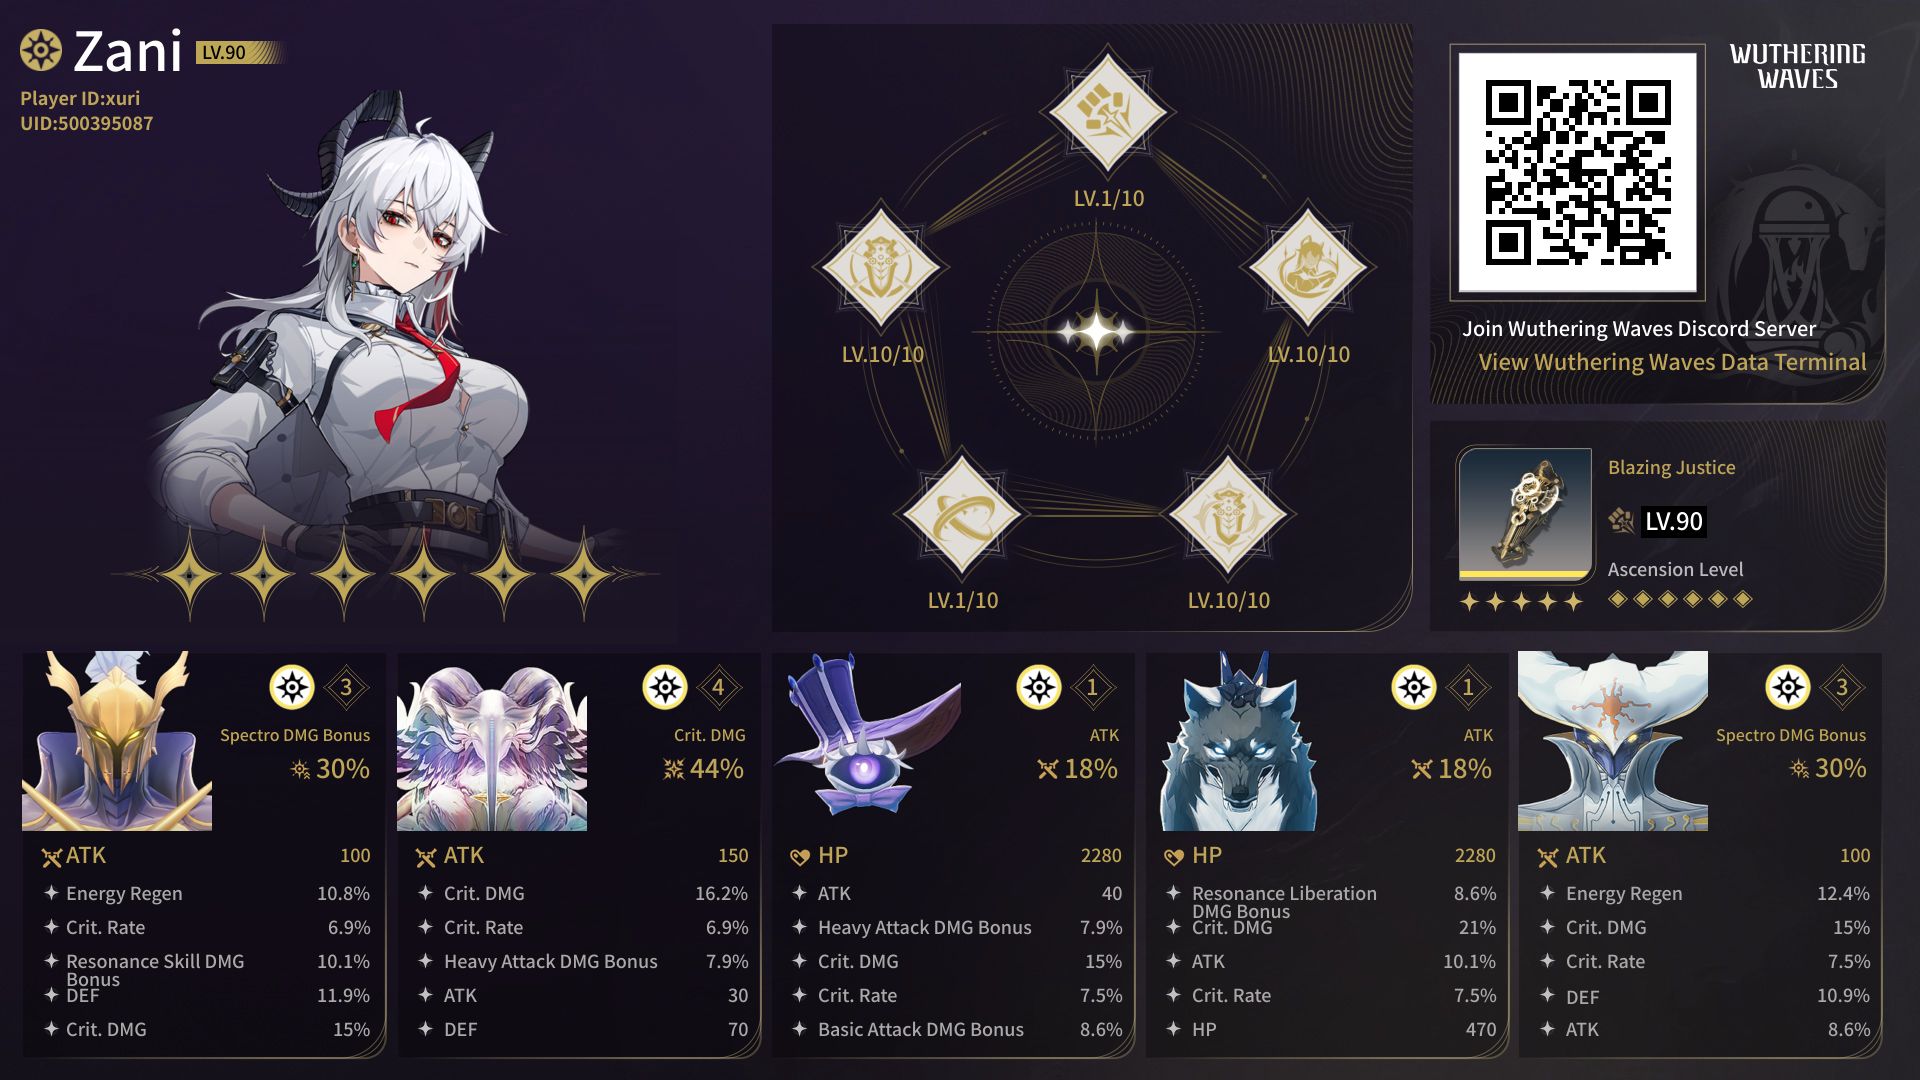 Zani LV.90
Player ID:xuri
UID:500395087
LV.1/10
LV.10/10
LV.10/10
LV.1/10
LV.10/10
WUTHERING
WAVES
Join Wuthering Waves Discord Server
View Wuthering Waves Data Terminal
Blazing Justice
LV.90
Ascension Level
3
Spectro DMG Bonus
30%
ATK 100
Energy Regen 10.8%
Crit. Rate 6.9%
Resonance Skill DMG 10.1%
Bonus
DEF 11.9%
Crit. DMG 15%
4
Crit. DMG
44%
ATK 150
Crit. DMG 16.2%
Crit. Rate 6.9%
Heavy Attack DMG Bonus 7.9%
ATK 30
DEF 70
1
ATK
18%
HP 2280
ATK 40
Heavy Attack DMG Bonus 7.9%
Crit. DMG 15%
Crit. Rate 7.5%
Basic Attack DMG Bonus 8.6%
1
ATK
18%
HP 2280
Resonance Liberation 8.6%
DMG Bonus
Crit. DMG 21%
ATK 10.1%
Crit. Rate 7.5%
HP 470
3
Spectro DMG Bonus
30%
ATK 100
Energy Regen 12.4%
Crit. DMG 15%
Crit. Rate 7.5%
DEF 10.9%
ATK 8.6%